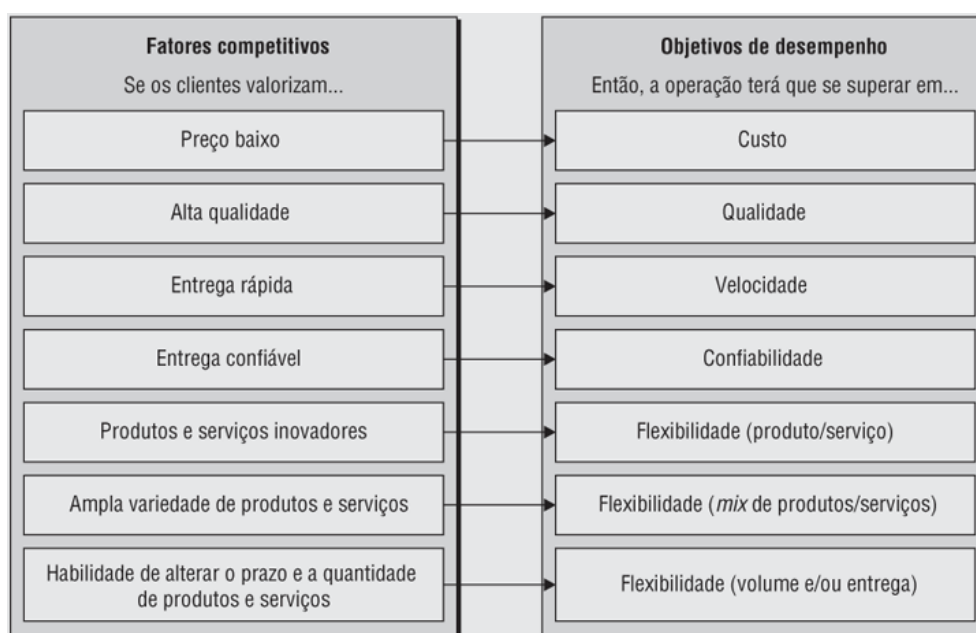 Fatores competitivos
Se os clientes valorizam...
Preço baixo
Alta qualidade
Entrega rápida
Entrega confiável
Produtos e serviços inovadores
Ampla variedade de produtos e serviços
Habilidade de alterar o prazo e a quantidade
de produtos e serviços
Objetivos de desempenho
Então, a operação terá que se superar em...
Custo
Qualidade
Velocidade
Confiabilidade
Flexibilidade (produto/serviço)
Flexibilidade (mix de produtos/serviços)
Flexibilidade (volume e/ou entrega)